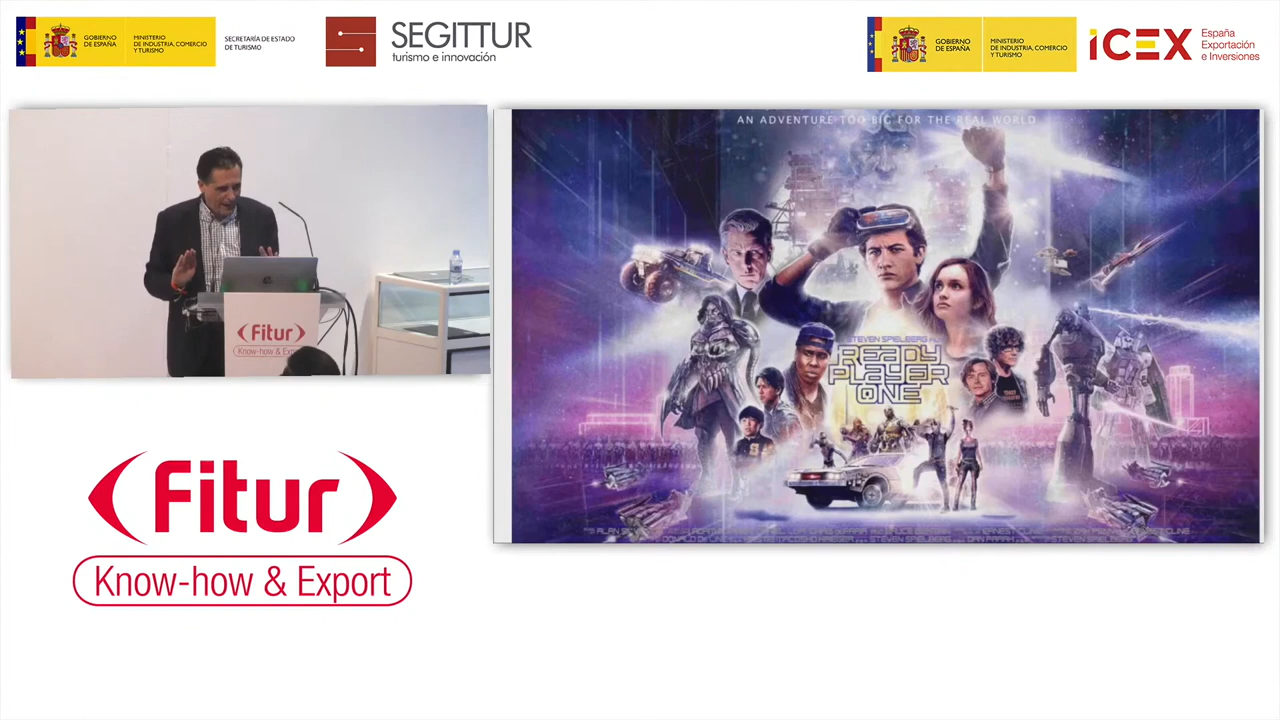 GOBIERNO
DE ESPAÑA
MINISTERIO
DE INDUSTRIA, COMERCIO
Y TURISMO
SECRETARÍA DE ESTADO
DE TURISMO
SEGITTUR
turismo e innovación
GOBIERNO
DE ESPAÑA
MINISTERIO
DE INDUSTRIA, COMERCIO
Y TURISMO
iCEX
España
Exportación
e Inversiones
AN ADVENTURE TOO BIG FOR THE REAL WORLD
STEVEN SPIELBERG
READY
PLAYER
ONE
Fitur
Know-how &
Fitur
Know-how & Export